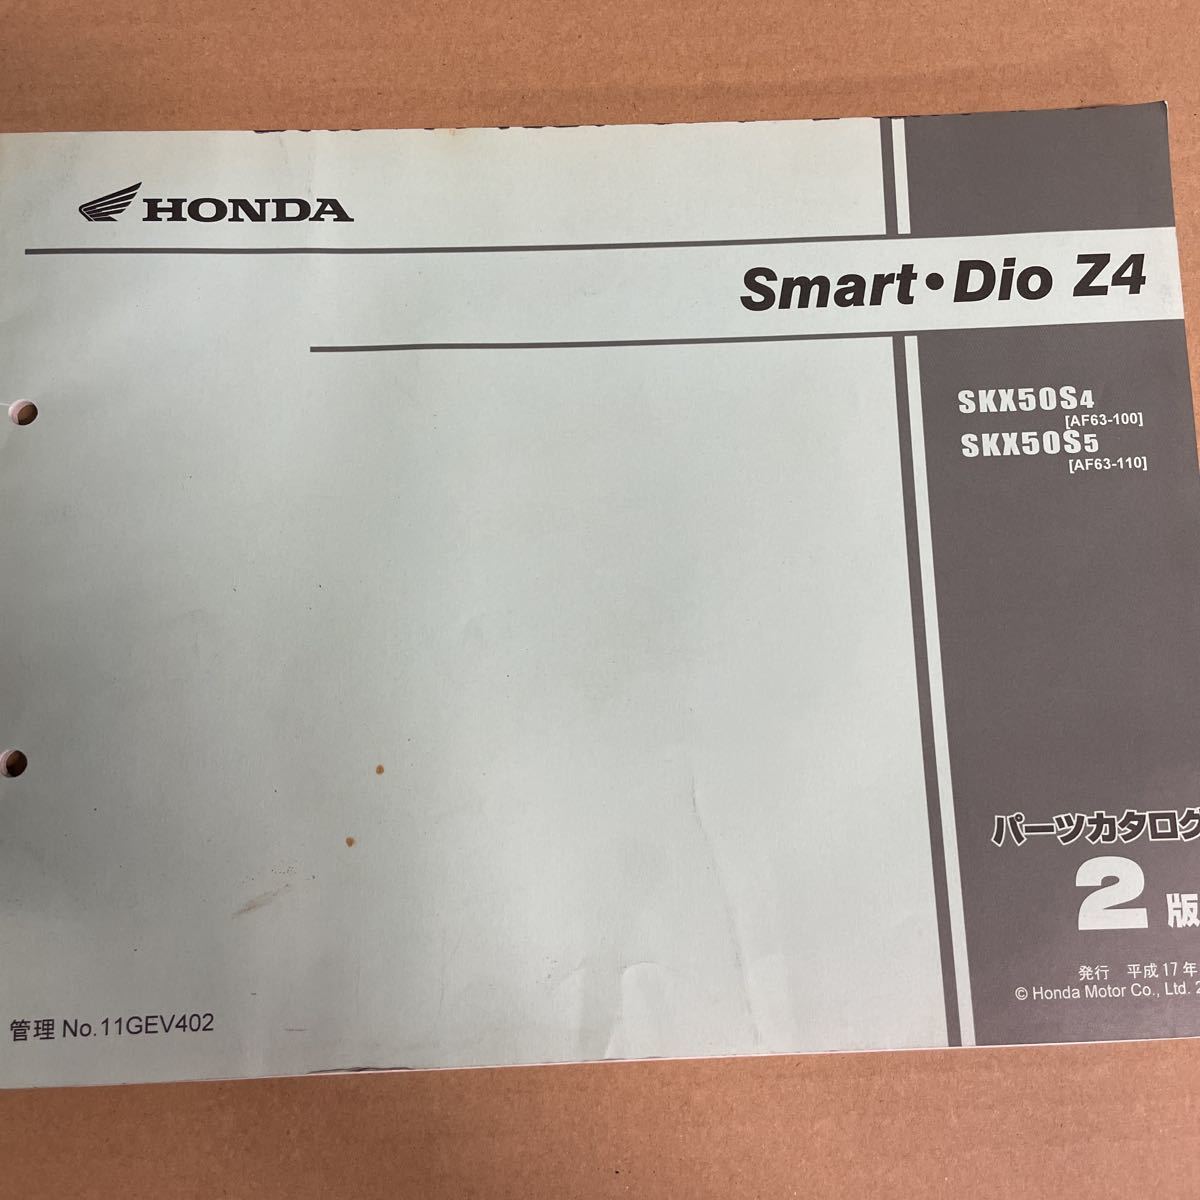 HONDA
Smart・Dio Z4
SKX50S4
[AF63-100]
SKX50S5
[AF63-110]
パーツカタログ
2版
発行 平成17年
© Honda Motor Co., Ltd. 2
管理 No.11GEV402